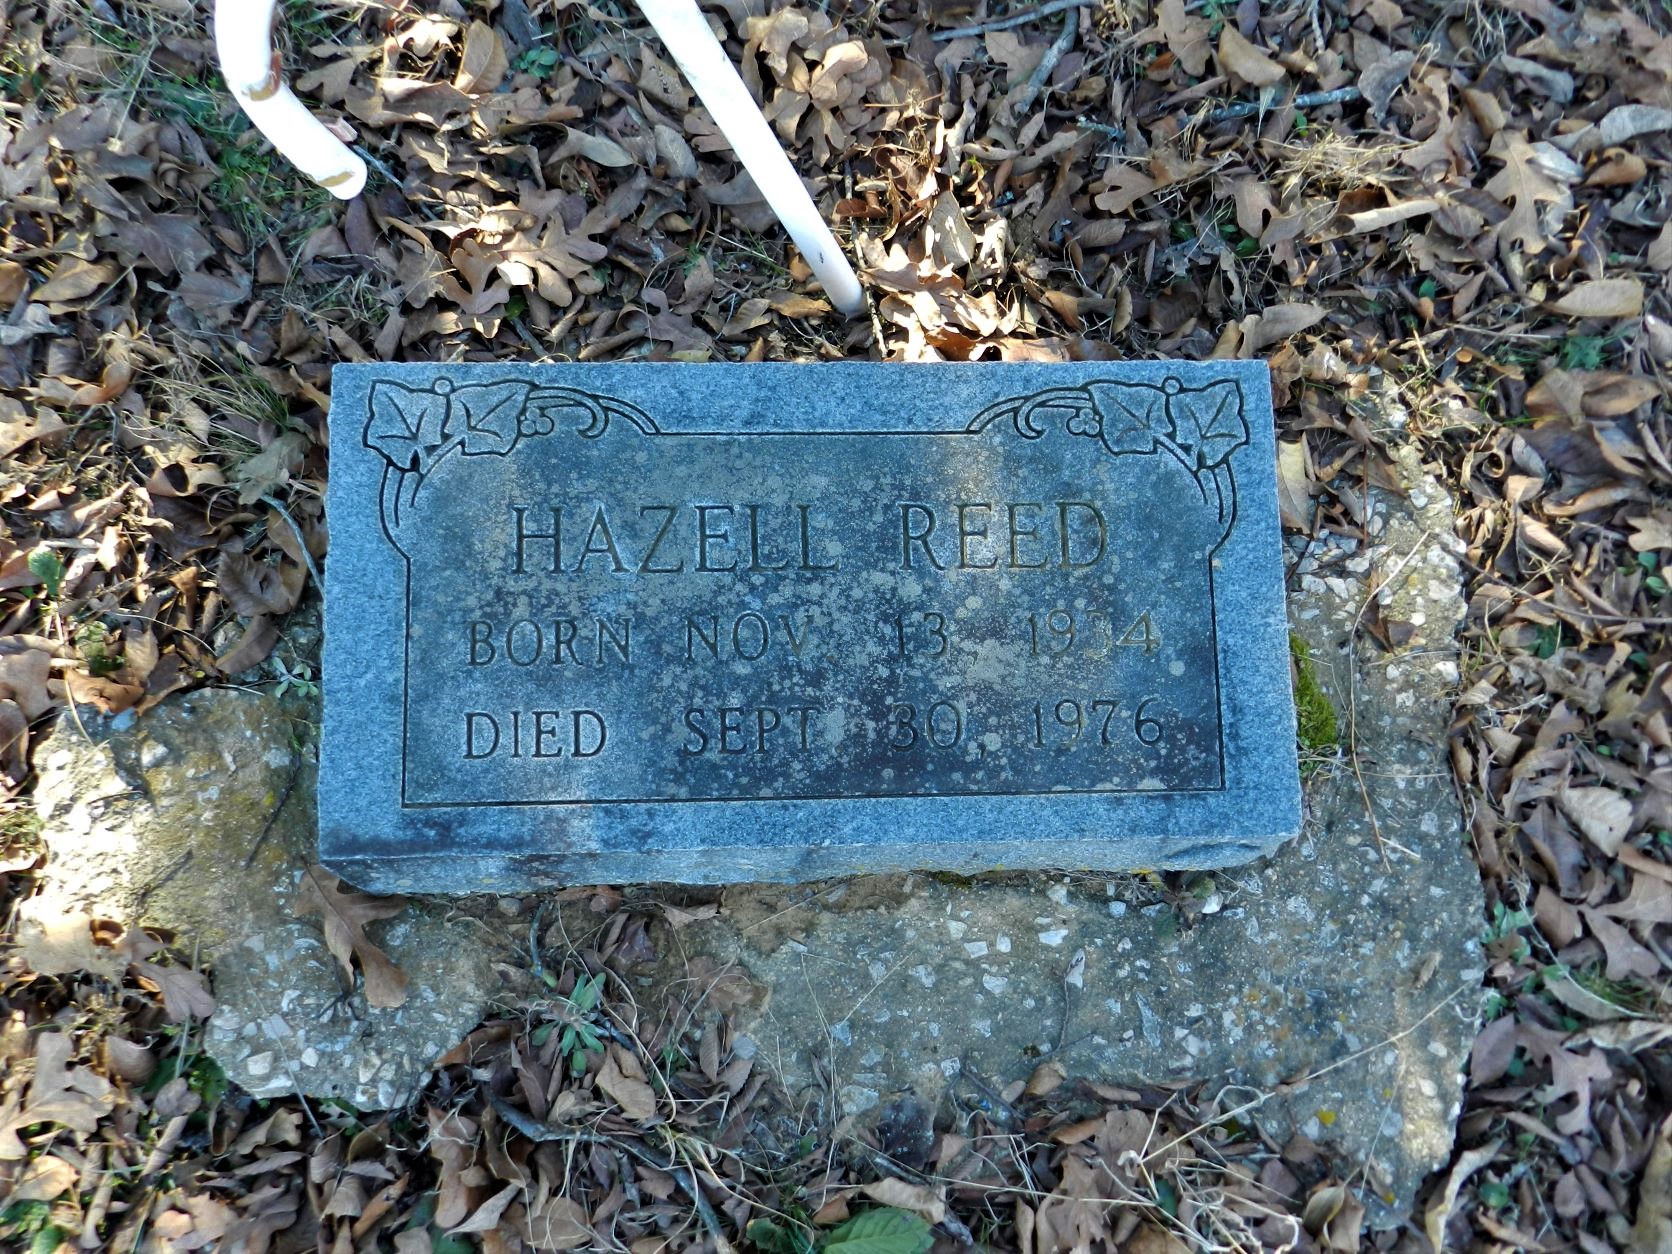 HAZELL REED
BORN NOV. 13, 1934
DIED SEPT. 30, 1976